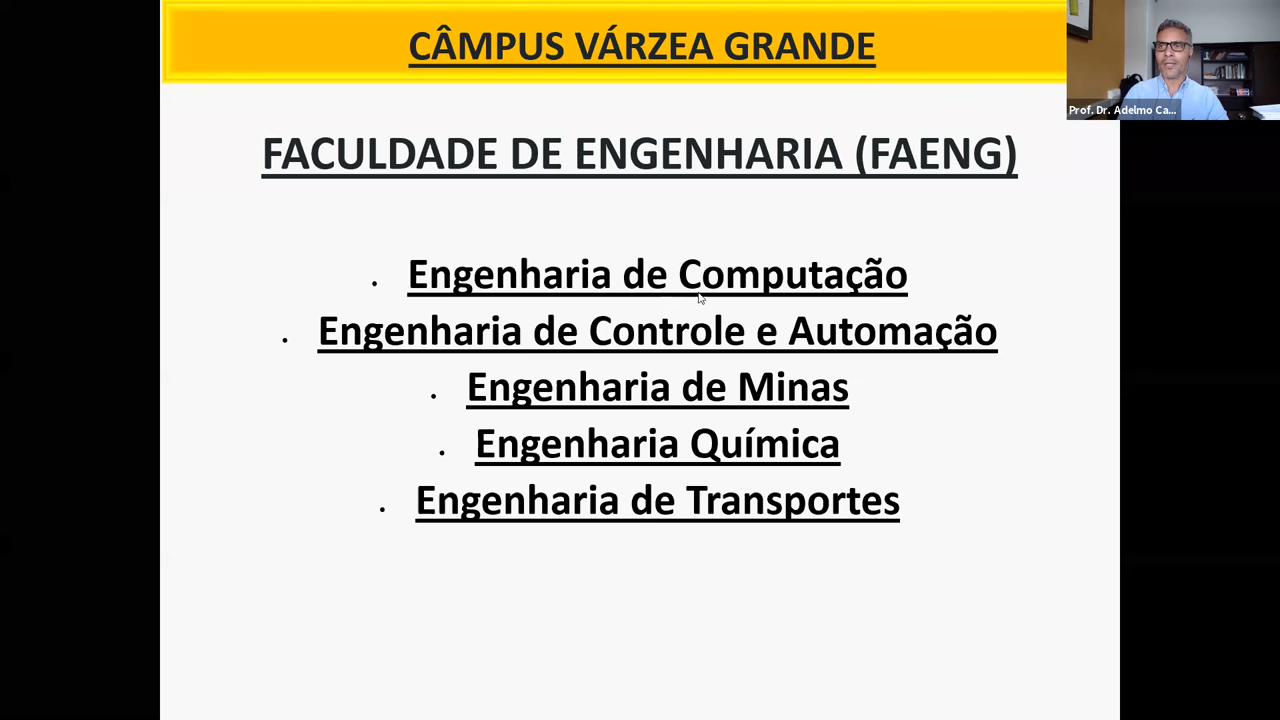 CÂMPUS VÁRZEA GRANDE
Prof. Dr. Adelmo Ca...
FACULDADE DE ENGENHARIA (FAENG)
• Engenharia de Computação
• Engenharia de Controle e Automação
• Engenharia de Minas
• Engenharia Química
• Engenharia de Transportes